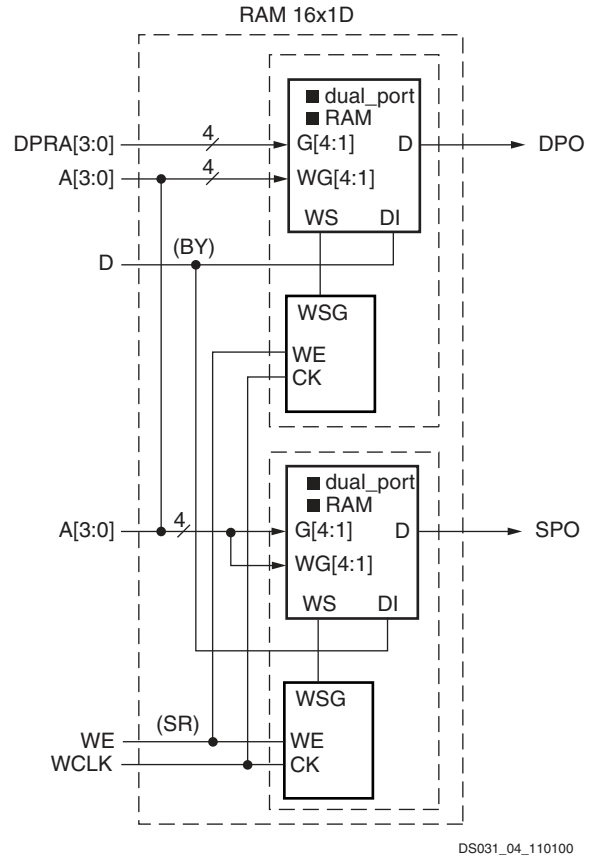 RAM 16x1D
dual_port
RAM
DPRA[3:0]
4
G[4:1]
D
DPO
A[3:0]
4
WG[4:1]
WS
DI
D
(BY)
WSG
WE
CK
dual_port
RAM
A[3:0]
4
G[4:1]
D
SPO
WG[4:1]
WS
DI
WSG
WE
(SR)
WE
WCLK
CK
DS031_04_110100